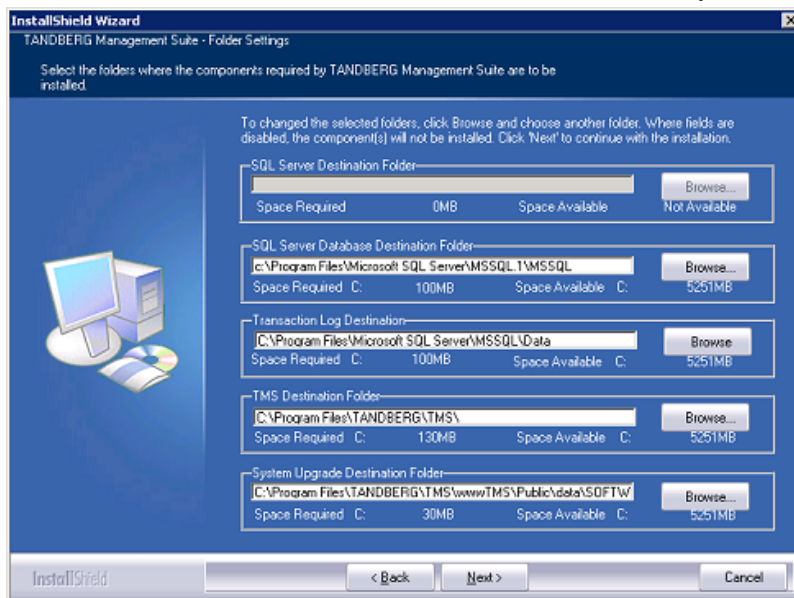 InstallShield Wizard
TANDBERG Management Suite - Folder Settings
Select the folders where the components required by TANDBERG Management Suite are to be
installed.
To changed the selected folders, click Browse and choose another folder. Where fields are
disabled, the component(s) will not be installed. Click 'Next' to continue with the installation.
SQL Server Destination Folder
Browse...
Space Required 0MB Space Available Not Available
SQL Server Database Destination Folder
c:\Program Files\Microsoft SQL Server\MSSQL.1\MSSQL Browse...
Space Required C: 100MB Space Available C: 5251MB
Transaction Log Destination
C:\Program Files\Microsoft SQL Server\MSSQL\Data Browse
Space Required C: 100MB Space Available C: 5251MB
TMS Destination Folder
C:\Program Files\TANDBERG\TMS\ Browse...
Space Required C: 130MB Space Available C: 5251MB
System Upgrade Destination Folder
C:\Program Files\TANDBERG\TMS\wwwTMS\Public\data\SOFTW Browse...
Space Required C: 30MB Space Available C: 5251MB
InstallShield
< Back Next > Cancel